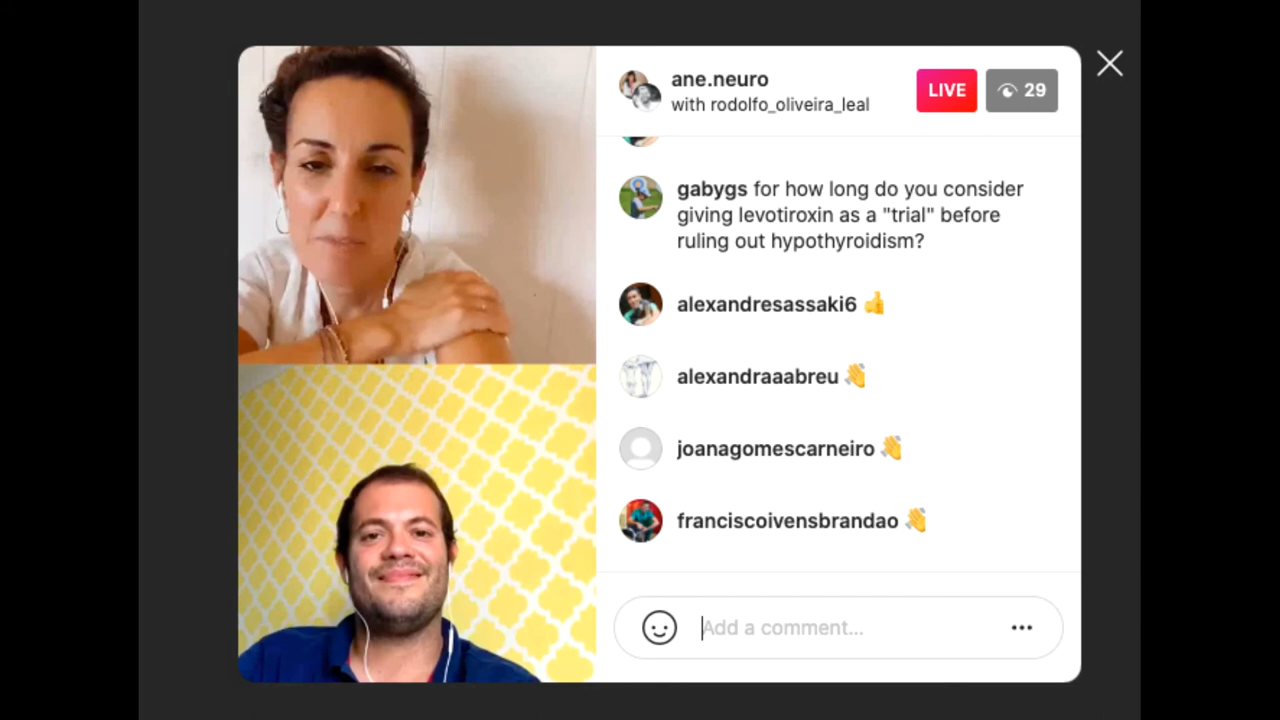 ane.neuro
with rodolfo_oliveira_leal
LIVE
29
gabygs for how long do you consider
giving levotiroxin as a "trial" before
ruling out hypothyroidism?
alexandresassaki6 👍
alexandraaabreu 👏
joanagomescarneiro 👏
franciscoivensbrandao 👏
Add a comment...